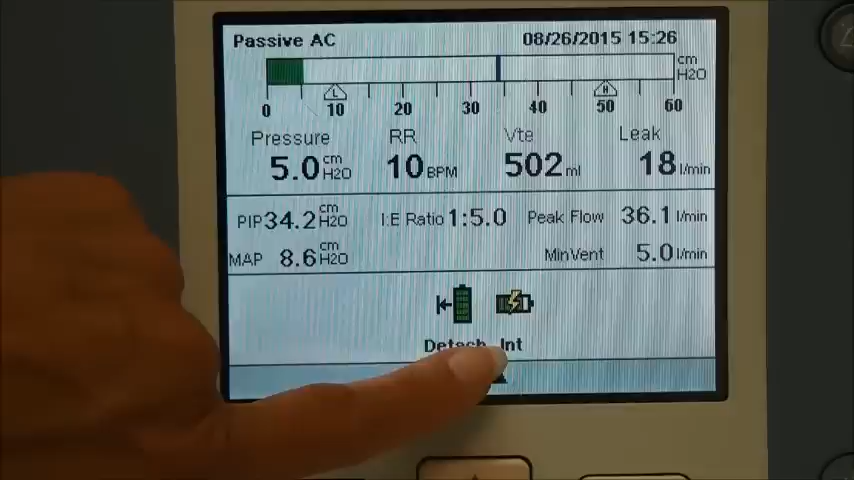 Passive AC 08/26/2015 15:26
cm
H2O
L H
0 10 20 30 40 50 60
Pressure RR Vte Leak
5.0 cm H2O 10 BPM 502 ml 18 l/min
PIP 34.2 cm H2O I:E Ratio 1:5.0 Peak Flow 36.1 l/min
MAP 8.6 cm H2O MinVent 5.0 l/min
Detach Int